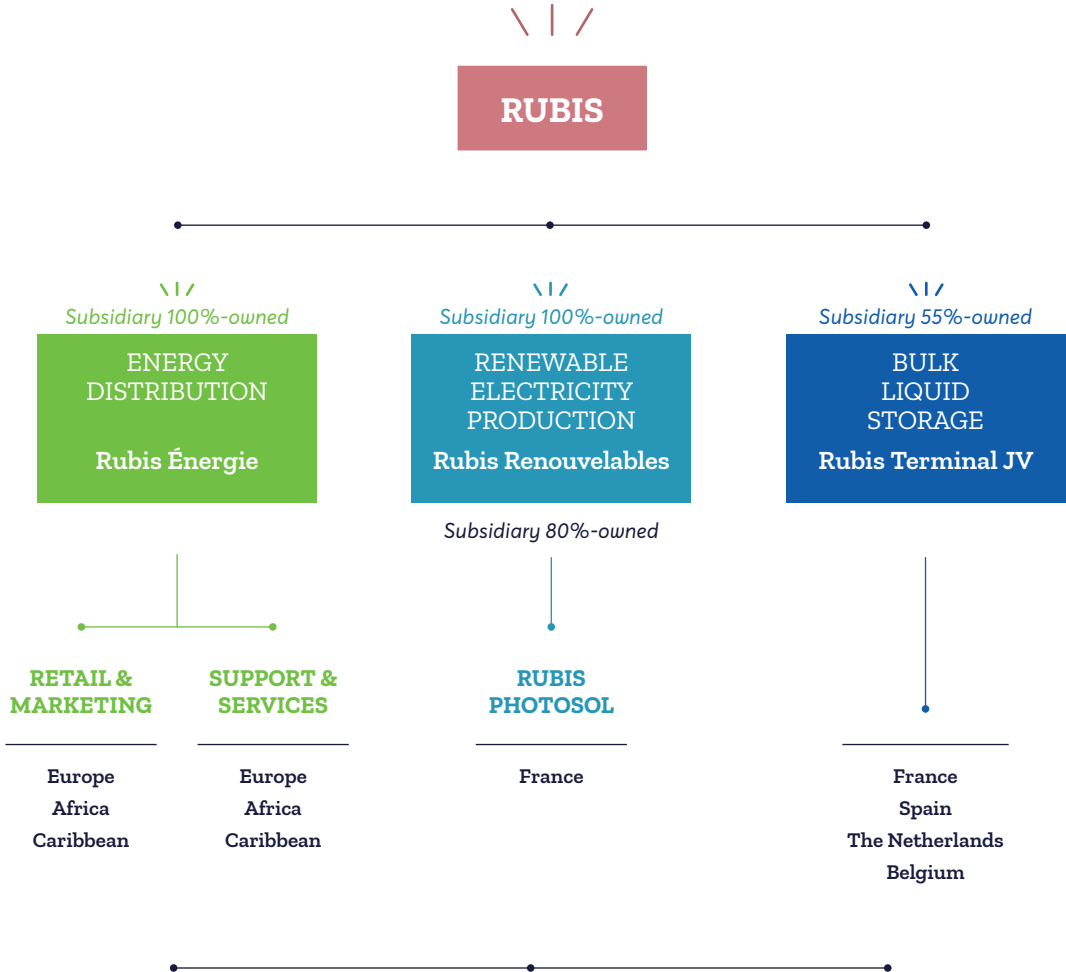 RUBIS
Subsidiary 100%-owned
ENERGY
DISTRIBUTION
Rubis Énergie
Subsidiary 100%-owned
RENEWABLE
ELECTRICITY
PRODUCTION
Rubis Renouvelables
Subsidiary 55%-owned
BULK
LIQUID
STORAGE
Rubis Terminal JV
Subsidiary 80%-owned
RETAIL &
MARKETING
Europe
Africa
Caribbean
SUPPORT &
SERVICES
Europe
Africa
Caribbean
RUBIS
PHOTOSOL
France
France
Spain
The Netherlands
Belgium